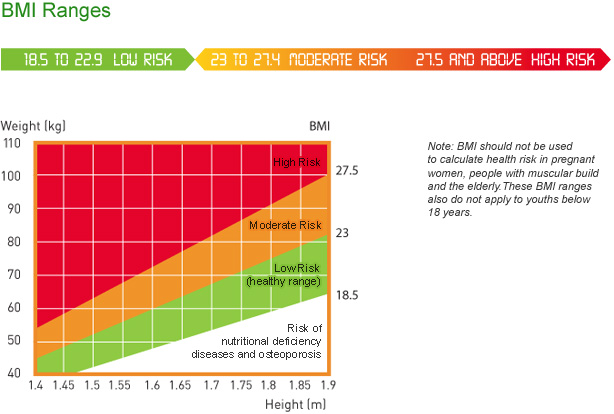 BMI Ranges
18.5 TO 22.9 LOW RISK
23 TO 27.4 MODERATE RISK
27.5 AND ABOVE HIGH RISK
Weight [kg]
BMI
110
100
90
80
70
60
50
40
High Risk
Moderate Risk
Low Risk
(healthy range)
Risk of
nutritional deficiency
diseases and osteoporosis
27.5
23
18.5
1.4 1.45 1.5 1.55 1.6 1.65 1.7 1.75 1.8 1.85 1.9
Height (m)
Note: BMI should not be used
to calculate health risk in pregnant
women, people with muscular build
and the elderly.These BMI ranges
also do not apply to youths below
18 years.